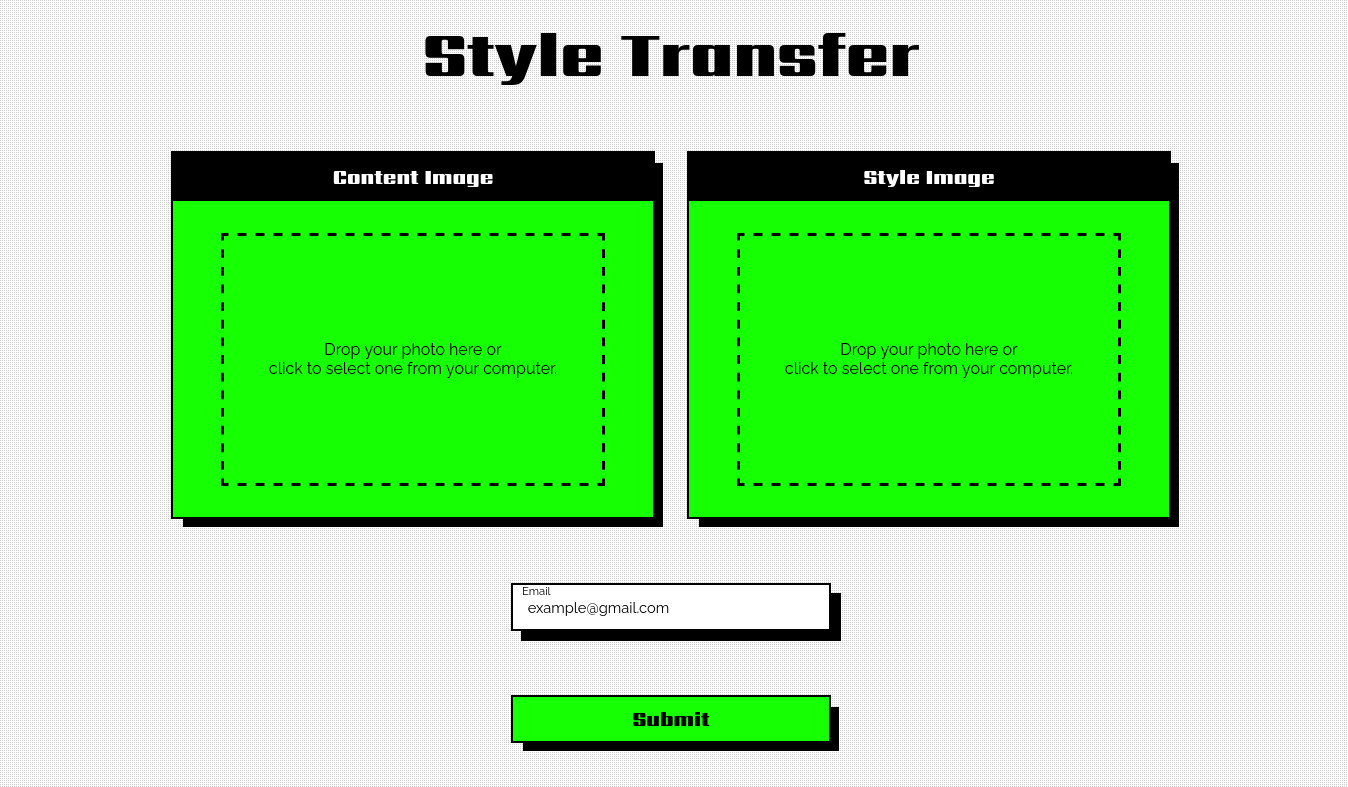 Style Transfer
Content Image
Drop your photo here or
click to select one from your computer.
Style Image
Drop your photo here or
click to select one from your computer.
Email
example@gmail.com
Submit